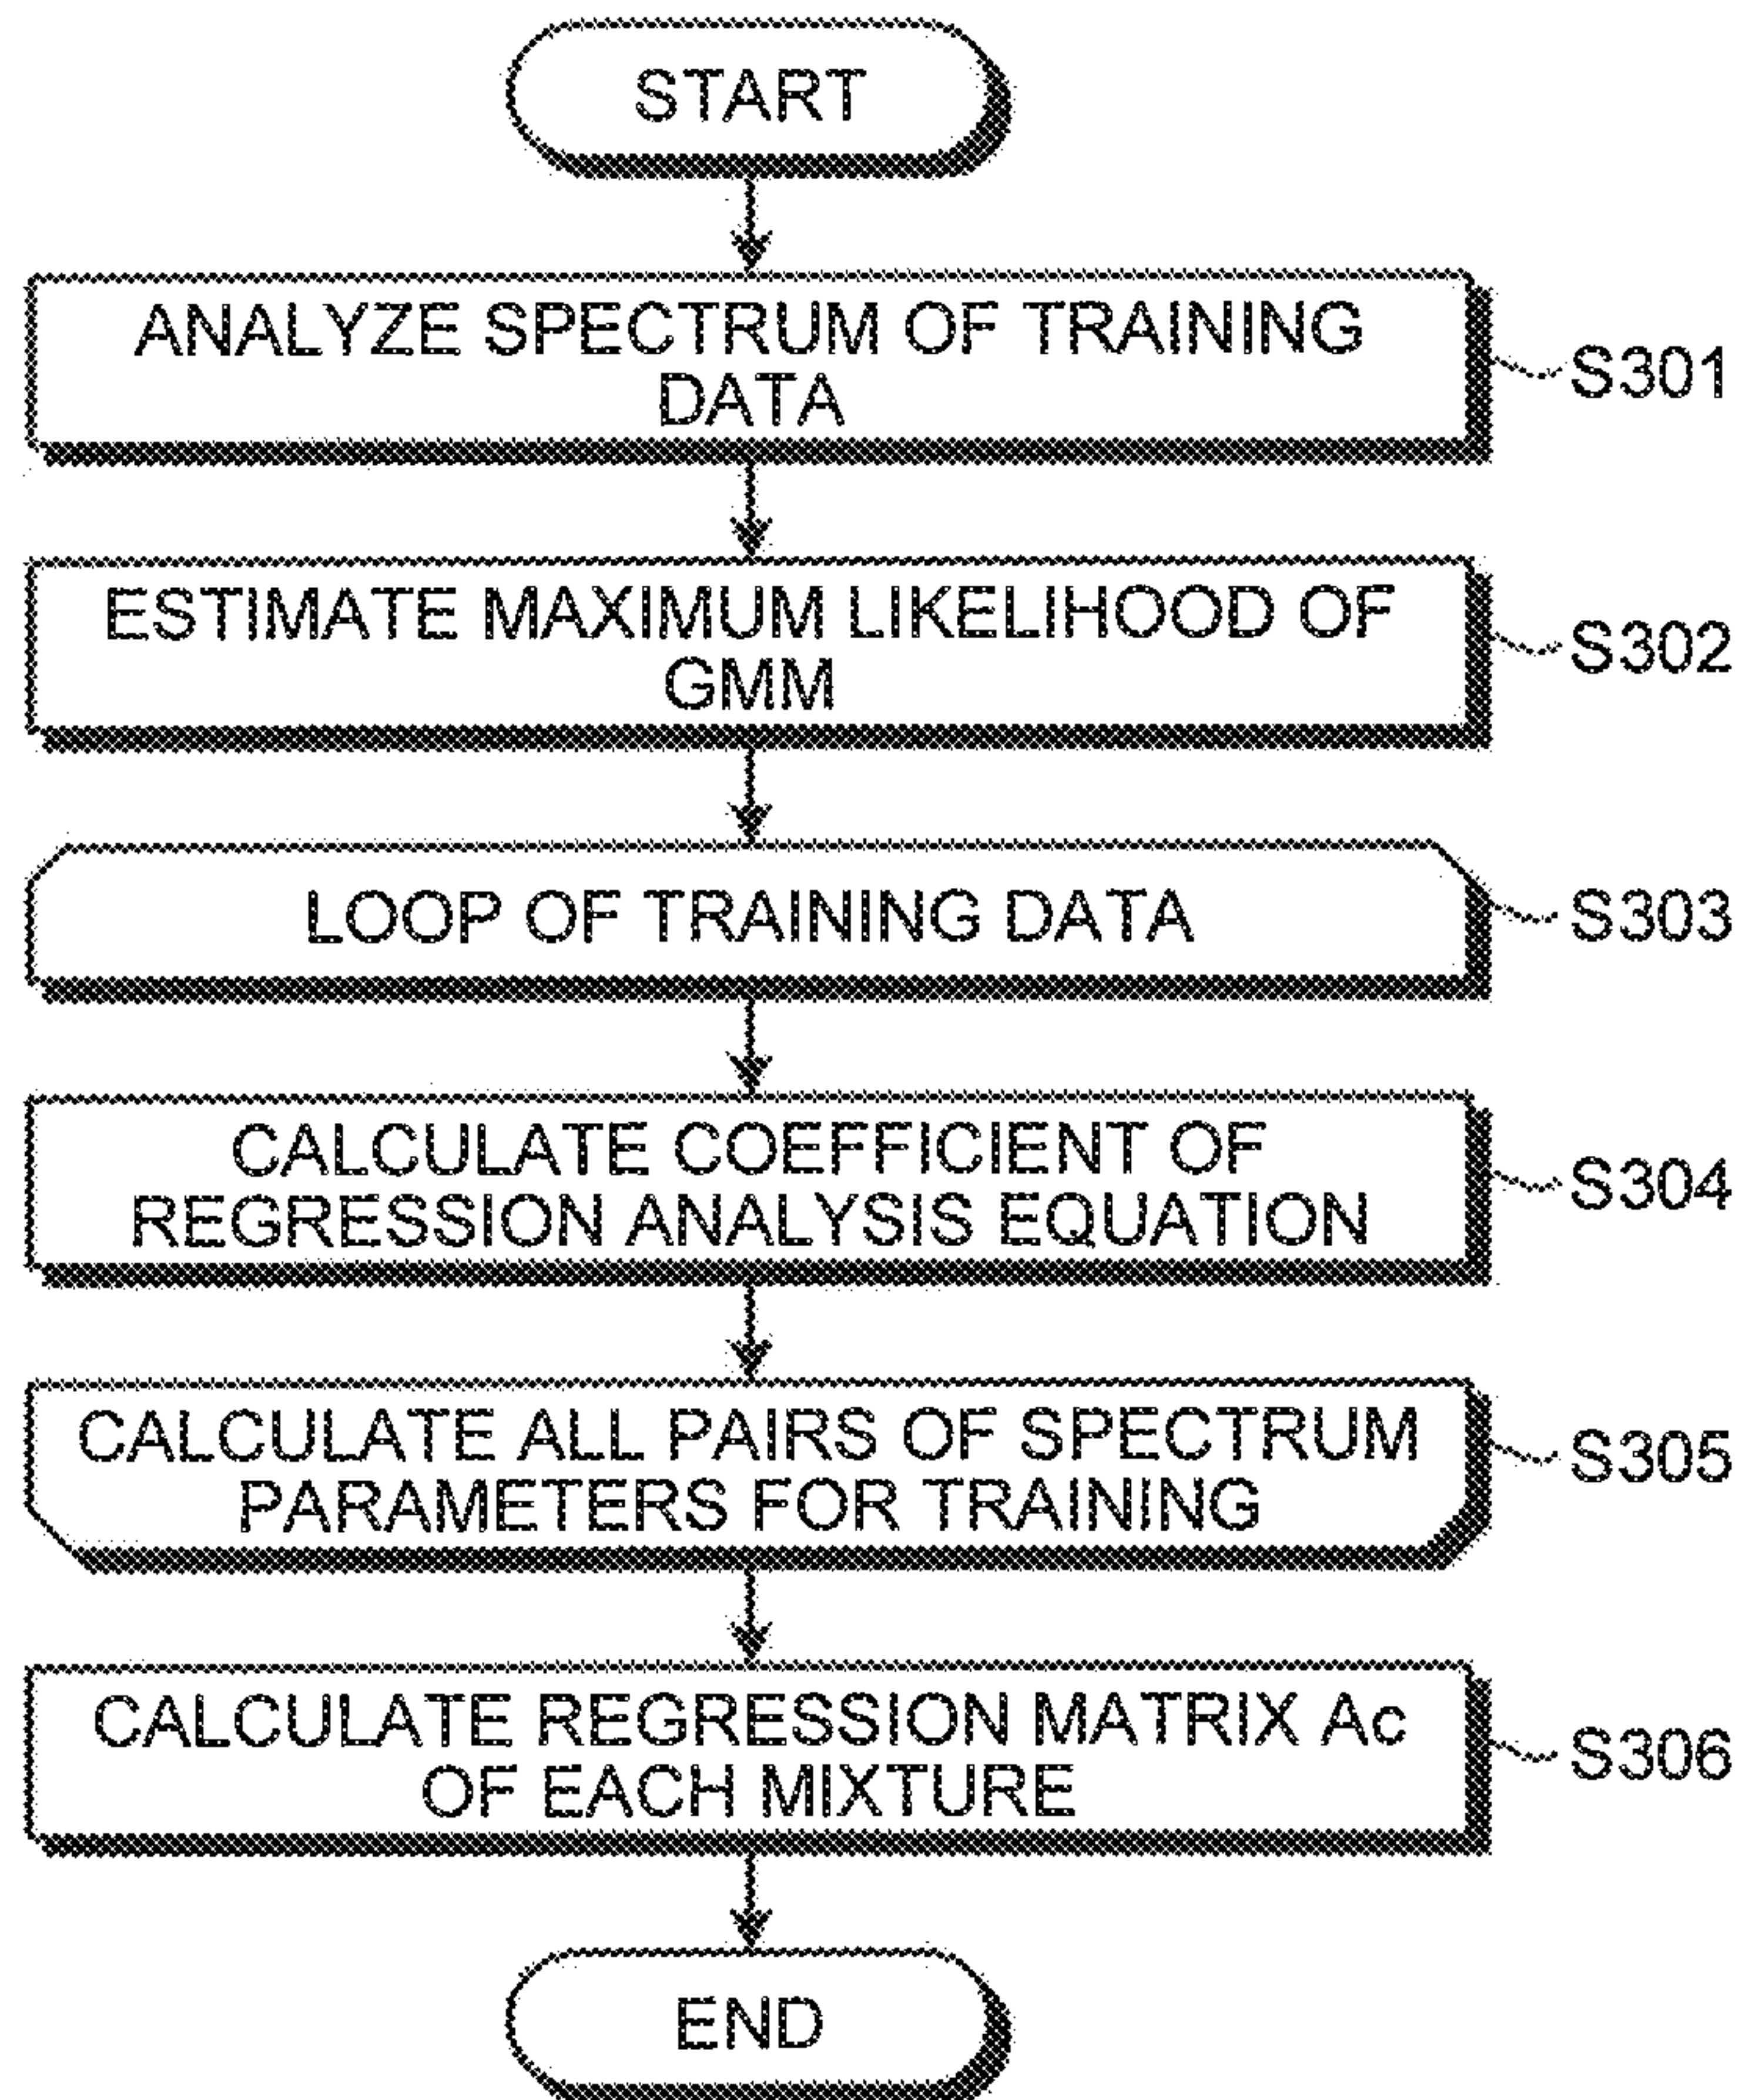 START
ANALYZE SPECTRUM OF TRAINING
DATA
S301
ESTIMATE MAXIMUM LIKELIHOOD OF
GMM
S302
LOOP OF TRAINING DATA
S303
CALCULATE COEFFICIENT OF
REGRESSION ANALYSIS EQUATION
S304
CALCULATE ALL PAIRS OF SPECTRUM
PARAMETERS FOR TRAINING
S305
CALCULATE REGRESSION MATRIX Ac
OF EACH MIXTURE
S306
END